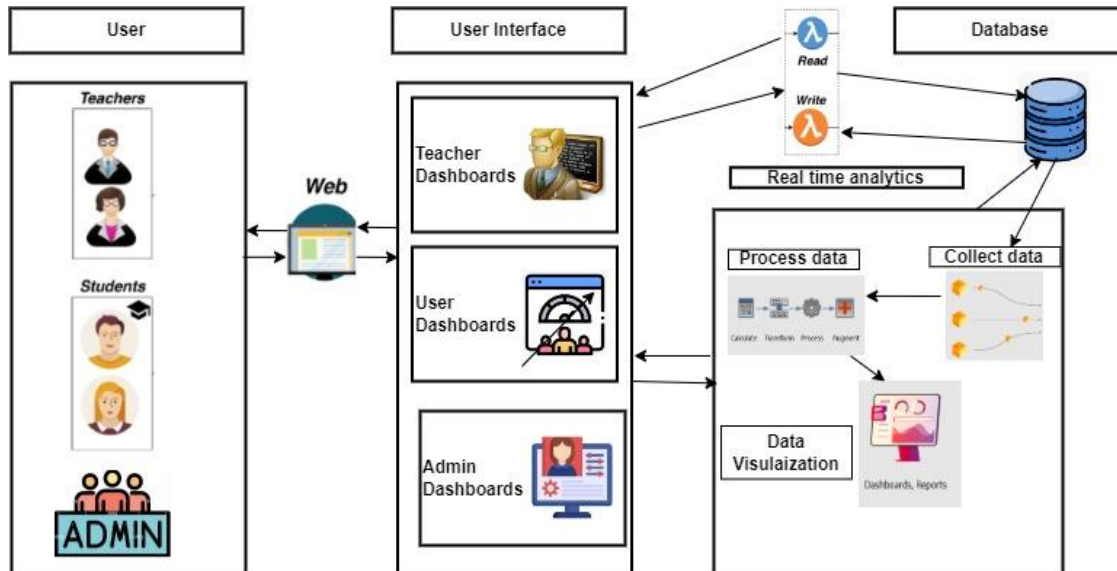 User
User Interface
Database
Teachers
Students
ADMIN
Web
Teacher
Dashboards
User
Dashboards
Admin
Dashboards
λ
Read
Write
λ
Real time analytics
Process data
Collect data
Calculate Transform Process Augment
Data
Visulaization
Dashboards, Reports